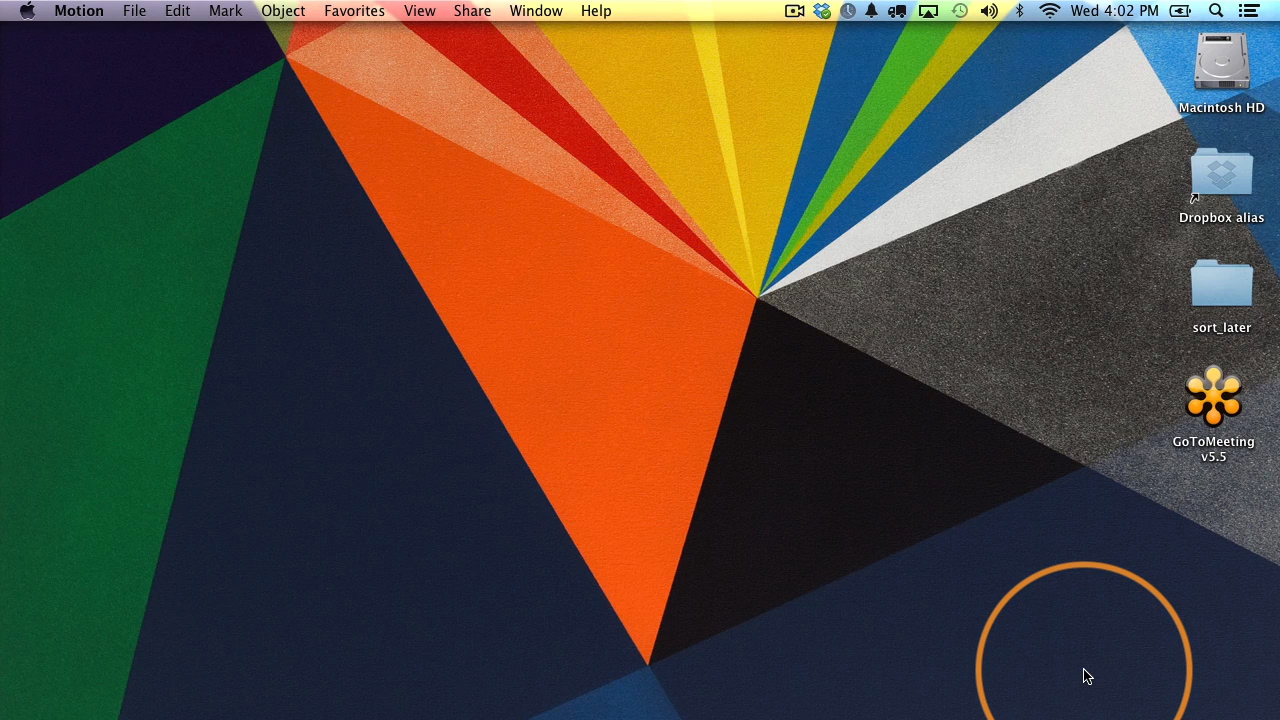 Motion File Edit Mark Object Favorites View Share Window Help Wed 4:02 PM
Macintosh HD
Dropbox alias
sort_later
GoToMeeting
v5.5